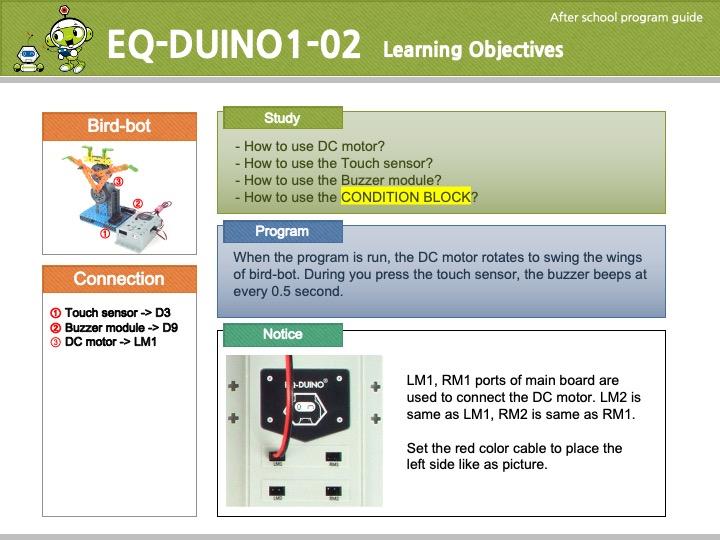 After school program guide
EQ-DUINO1-02 Learning Objectives
Bird-bot
③
②
①
Connection
① Touch sensor -> D3
② Buzzer module -> D9
③ DC motor -> LM1
Study
- How to use DC motor?
- How to use the Touch sensor?
- How to use the Buzzer module?
- How to use the CONDITION BLOCK?
Program
When the program is run, the DC motor rotates to swing the wings
of bird-bot. During you press the touch sensor, the buzzer beeps at
every 0.5 second.
Notice
EQ-DUINO®
LM1 RM1
LM2 RM2
LM1, RM1 ports of main board are
used to connect the DC motor. LM2 is
same as LM1, RM2 is same as RM1.
Set the red color cable to place the
left side like as picture.